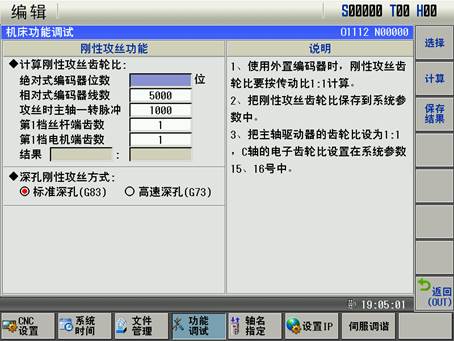 编辑
S00000 T00 H00
机床功能调试
O1112 N00000
刚性攻丝功能
◆计算刚性攻丝齿轮比:
绝对式编码器位数 位
相对式编码器线数 5000
攻丝时主轴一转脉冲 1000
第1档丝杆端齿数 1
第1档电机端齿数 1
结果 :
◆深孔刚性攻丝方式:
标准深孔(G83) 高速深孔(G73)
说明
1、使用外置编码器时,刚性攻丝齿
轮比要按传动比1:1计算。
2、把刚性攻丝齿轮比保存到系统参
数中。
3、把主轴驱动器的齿轮比设为1:1
,C轴的电子齿轮比设置在系统参数
15、16号中。
选择
计算
保存
结果
返回
(OUT)
19:05:01
CNC
设置
系统
时间
文件
管理
功能
调试
轴名
指定
设置IP
伺服调谐